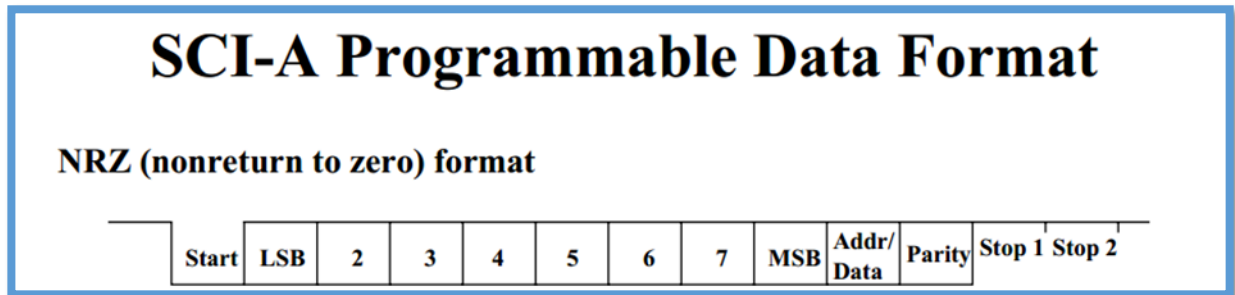 SCI-A Programmable Data Format
NRZ (nonreturn to zero) format
Start LSB 2 3 4 5 6 7 MSB Addr/ Data Parity Stop 1 Stop 2